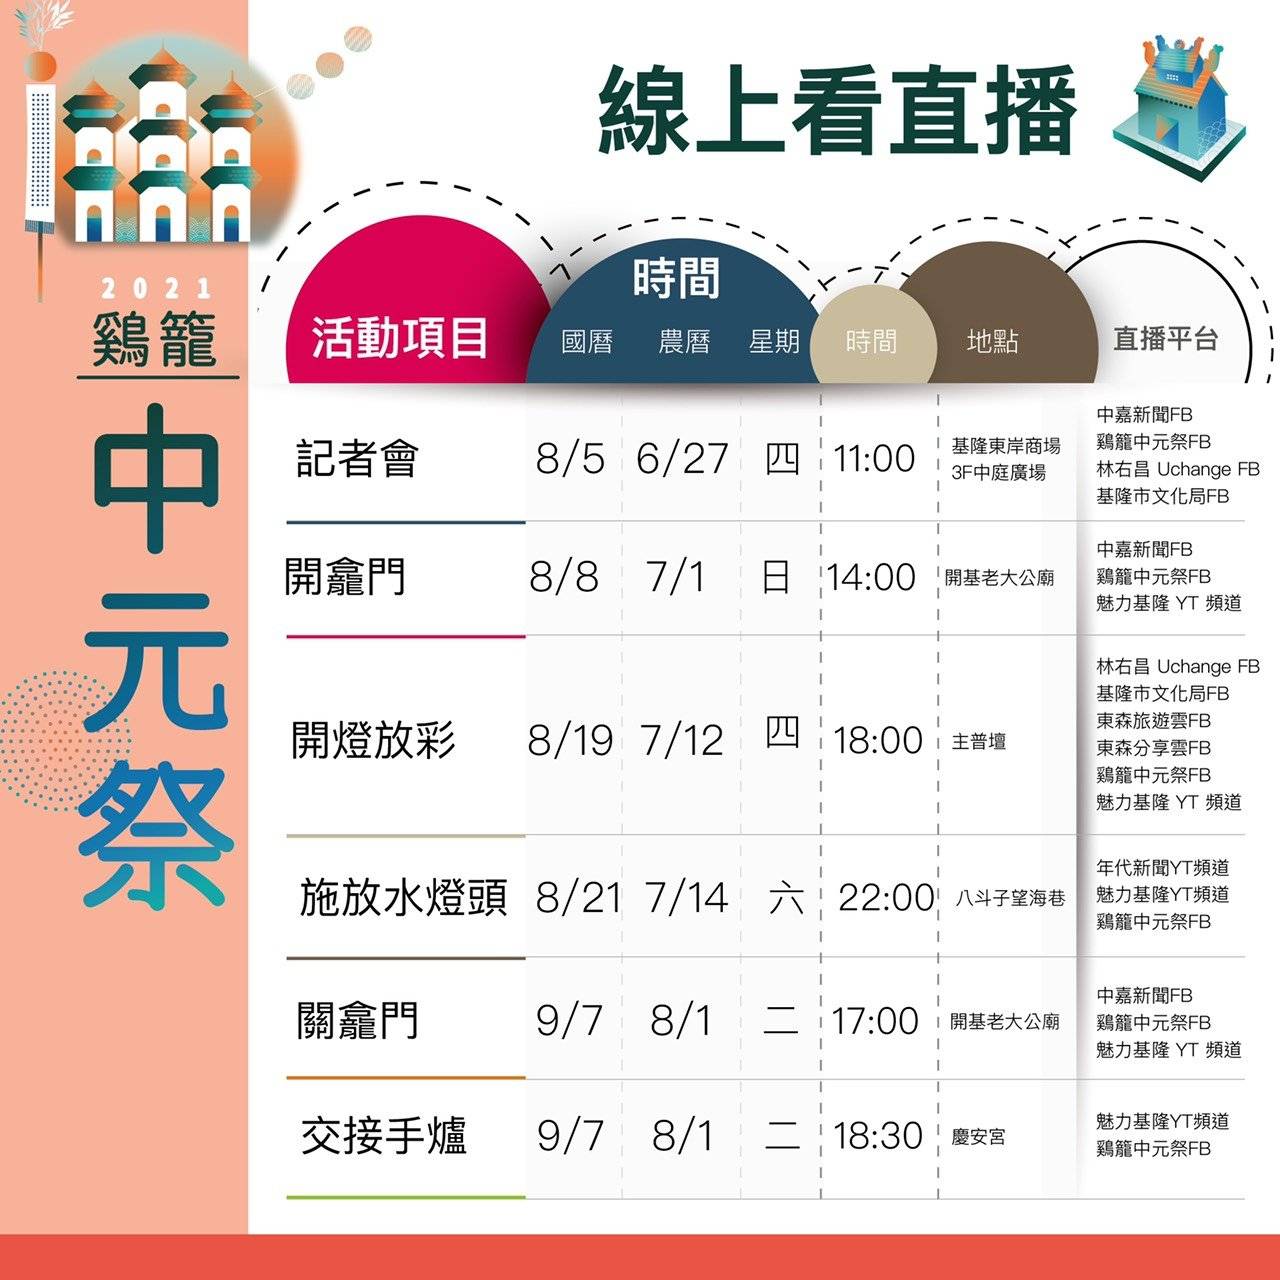 線上看直播
2021
鷄籠
中元祭
活動項目
時間
國曆 農曆 星期
時間
地點
直播平台
記者會 8/5 6/27 四 11:00
基隆東岸商場
3F中庭廣場
中嘉新聞FB
鷄籠中元祭FB
林右昌 Uchange FB
基隆市文化局FB
開龕門 8/8 7/1 日 14:00 開基老大公廟
中嘉新聞FB
鷄籠中元祭FB
魅力基隆 YT 頻道
開燈放彩 8/19 7/12 四 18:00 主普壇
林右昌 Uchange FB
基隆市文化局FB
東森旅遊雲FB
東森分享雲FB
鷄籠中元祭FB
魅力基隆 YT 頻道
施放水燈頭 8/21 7/14 六 22:00 八斗子望海巷
年代新聞YT頻道
魅力基隆YT頻道
鷄籠中元祭FB
關龕門 9/7 8/1 二 17:00 開基老大公廟
中嘉新聞FB
鷄籠中元祭FB
魅力基隆 YT 頻道
交接手爐 9/7 8/1 二 18:30 慶安宮
魅力基隆YT頻道
鷄籠中元祭FB